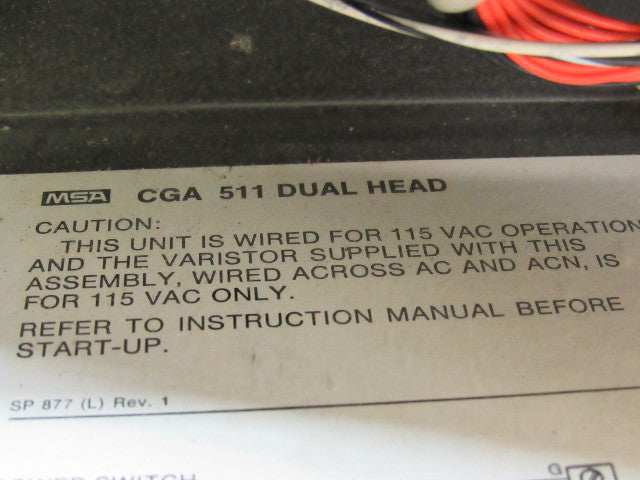 MSA CGA 511 DUAL HEAD
CAUTION:
THIS UNIT IS WIRED FOR 115 VAC OPERATION
AND THE VARISTOR SUPPLIED WITH THIS
ASSEMBLY, WIRED ACROSS AC AND ACN, IS
FOR 115 VAC ONLY.
REFER TO INSTRUCTION MANUAL BEFORE
START-UP.
SP 877 (L) Rev. 1
G
SWITCH